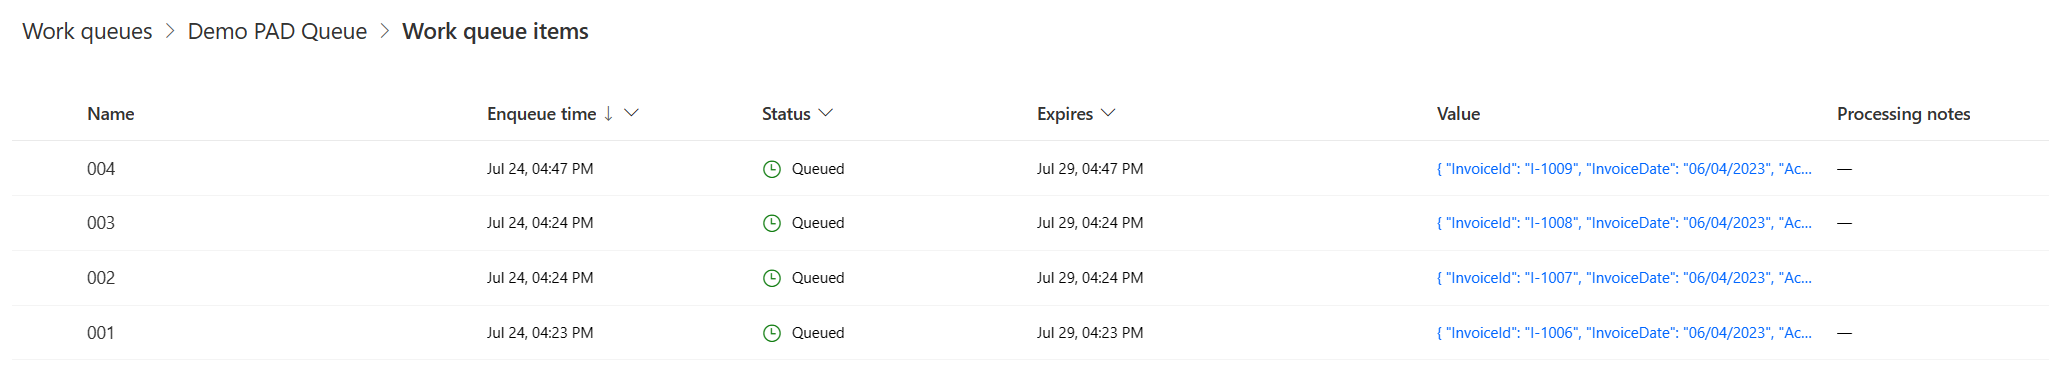 Work queues > Demo PAD Queue > Work queue items
Name Enqueue time ↓ Status Expires Value Processing notes
004 Jul 24, 04:47 PM Queued Jul 29, 04:47 PM { "InvoiceId": "I-1009", "InvoiceDate": "06/04/2023", "Ac... —
003 Jul 24, 04:24 PM Queued Jul 29, 04:24 PM { "InvoiceId": "I-1008", "InvoiceDate": "06/04/2023", "Ac... —
002 Jul 24, 04:24 PM Queued Jul 29, 04:24 PM { "InvoiceId": "I-1007", "InvoiceDate": "06/04/2023", "Ac...
001 Jul 24, 04:23 PM Queued Jul 29, 04:23 PM { "InvoiceId": "I-1006", "InvoiceDate": "06/04/2023", "Ac... —